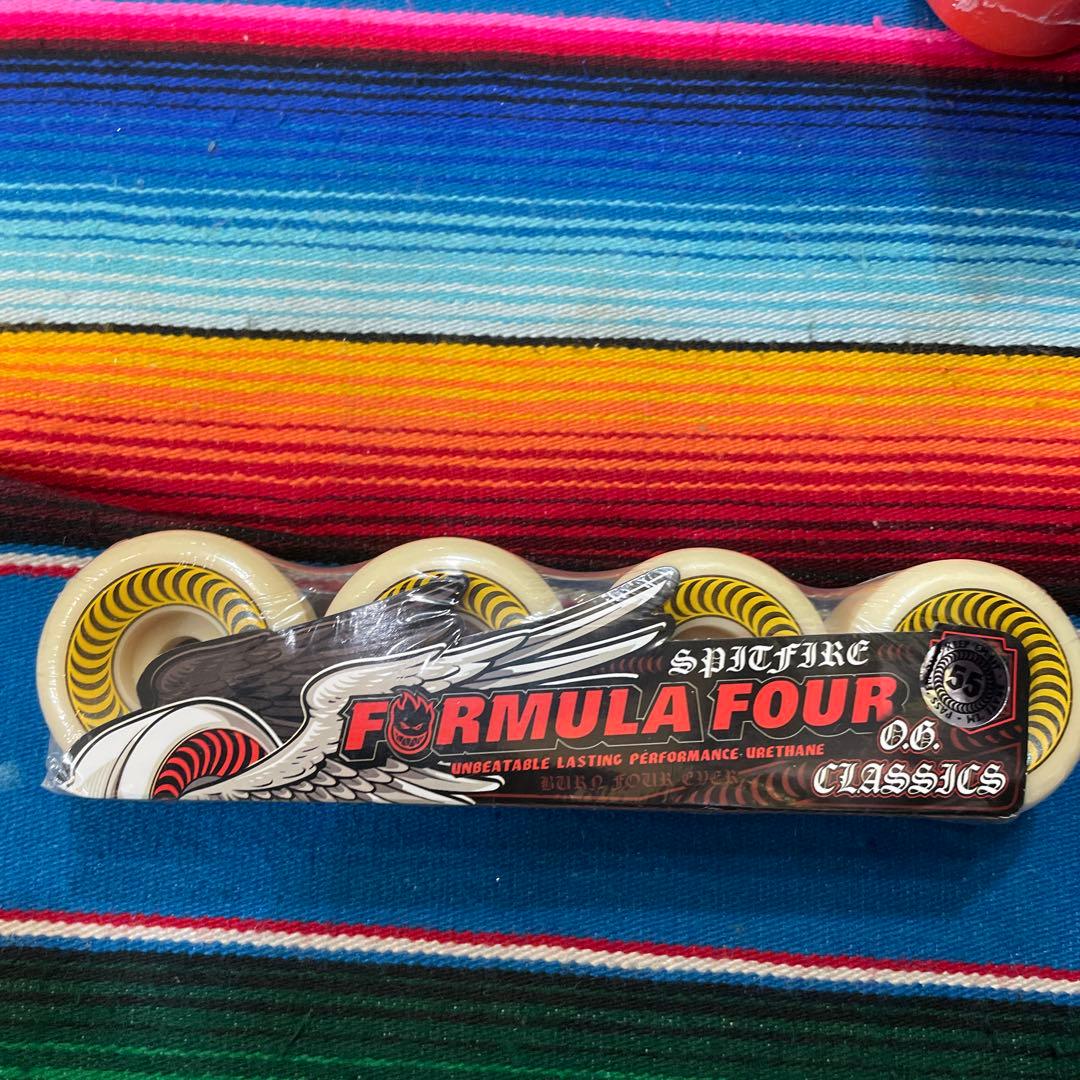 SPITFIRE
FORMULA FOUR
UNBEATABLE LASTING PERFORMANCE-URETHANE
BURN FOUR EVER
O.G.
CLASSICS
55